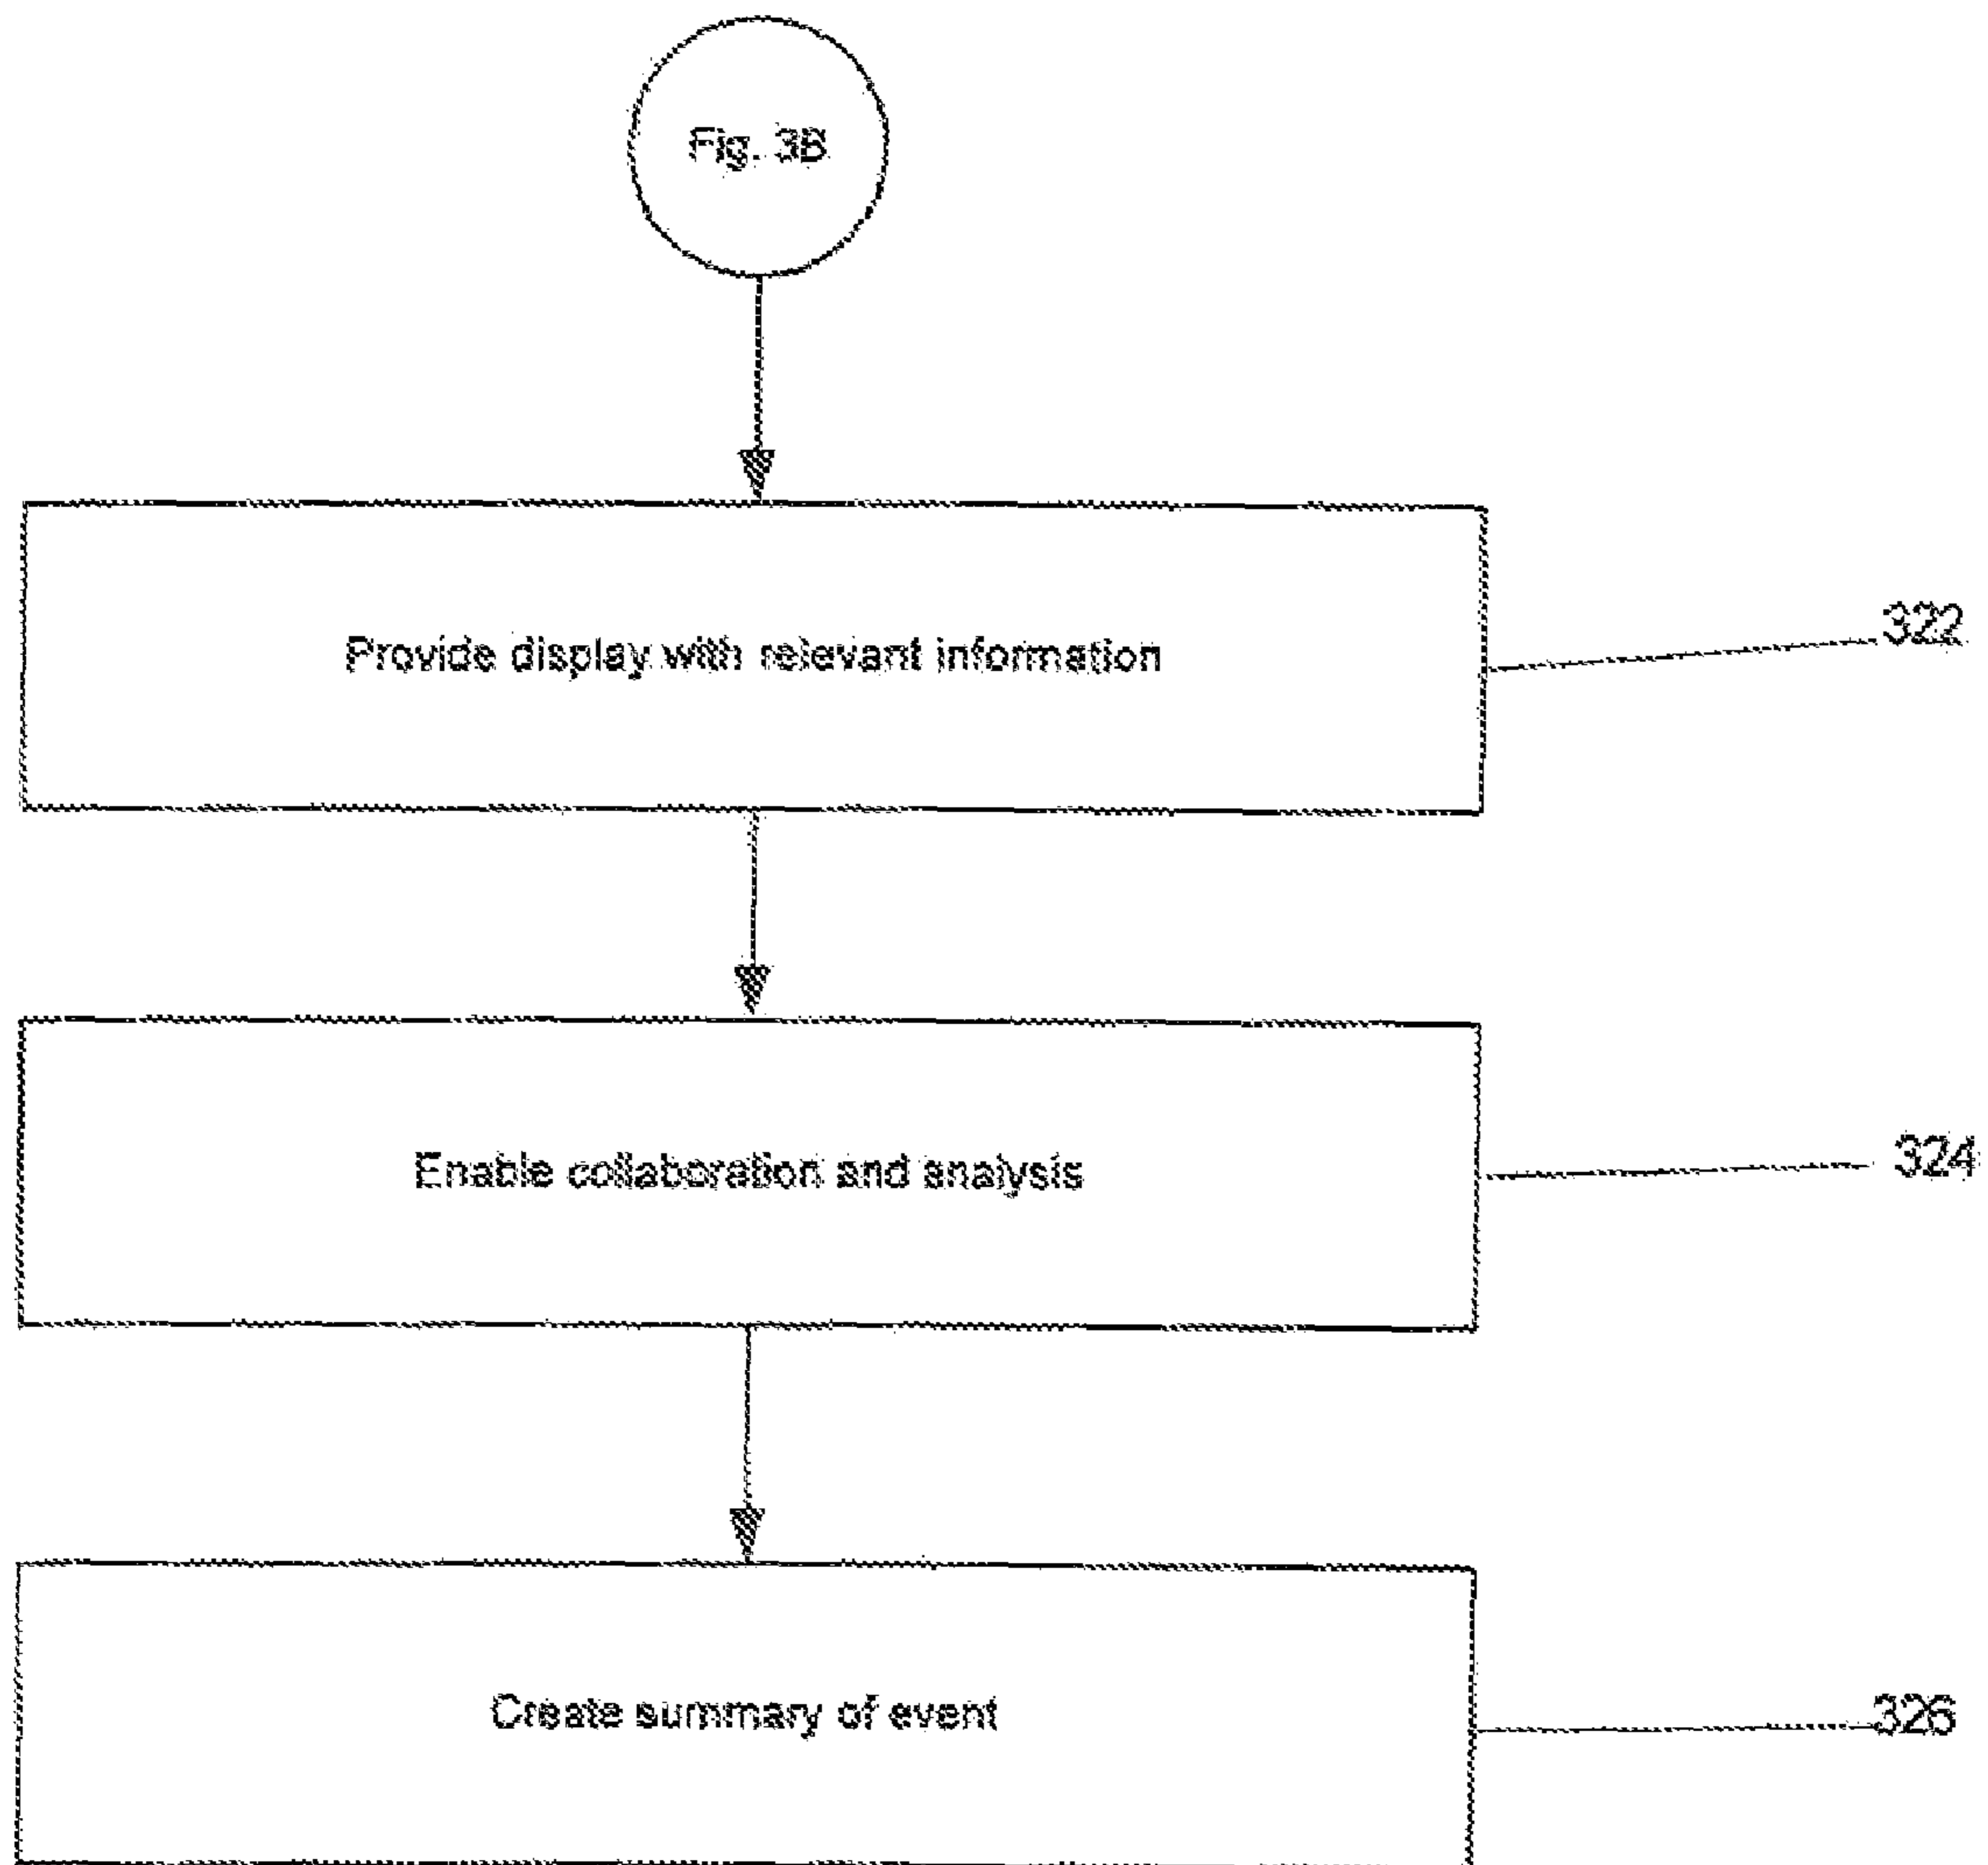 Fig. 3B
Provide display with relevant information
322
Enable collaboration and analysis
324
Create summary of event
326